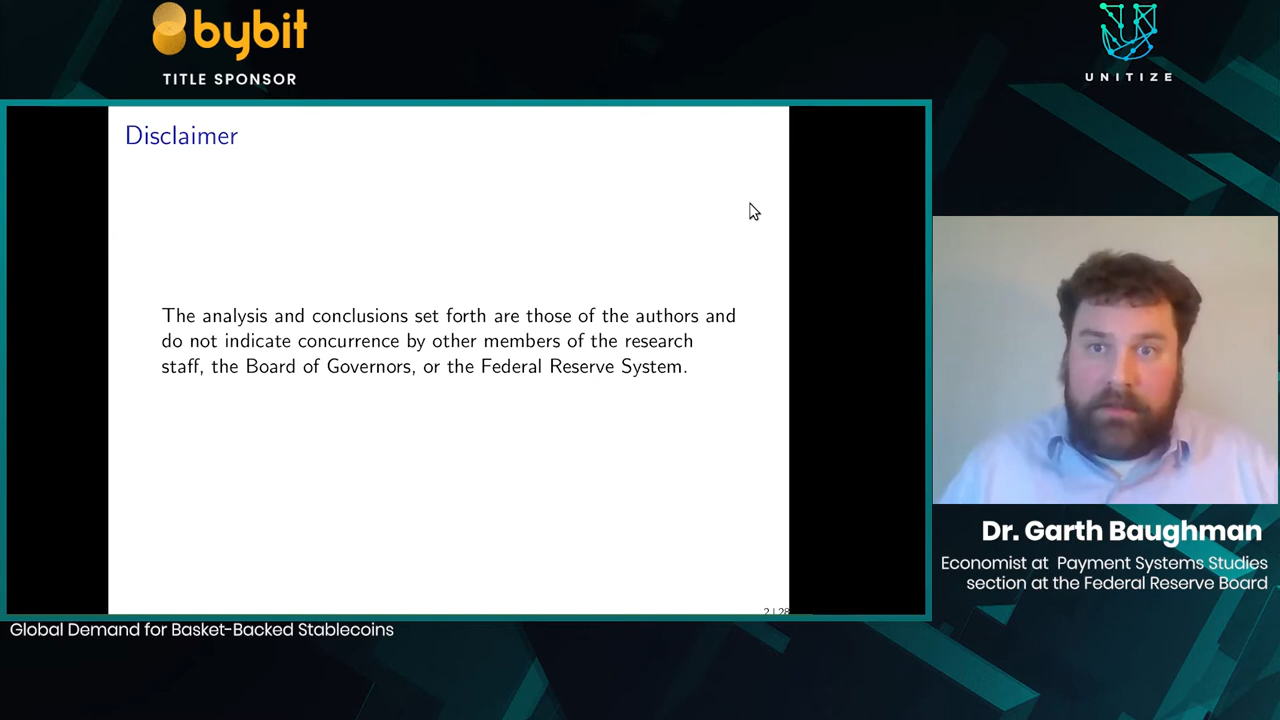 bybit
TITLE SPONSOR
UNITIZE
Disclaimer
The analysis and conclusions set forth are those of the authors and
do not indicate concurrence by other members of the research
staff, the Board of Governors, or the Federal Reserve System.
2 | 28
Dr. Garth Baughman
Economist at Payment Systems Studies
section at the Federal Reserve Board
Global Demand for Basket-Backed Stablecoins